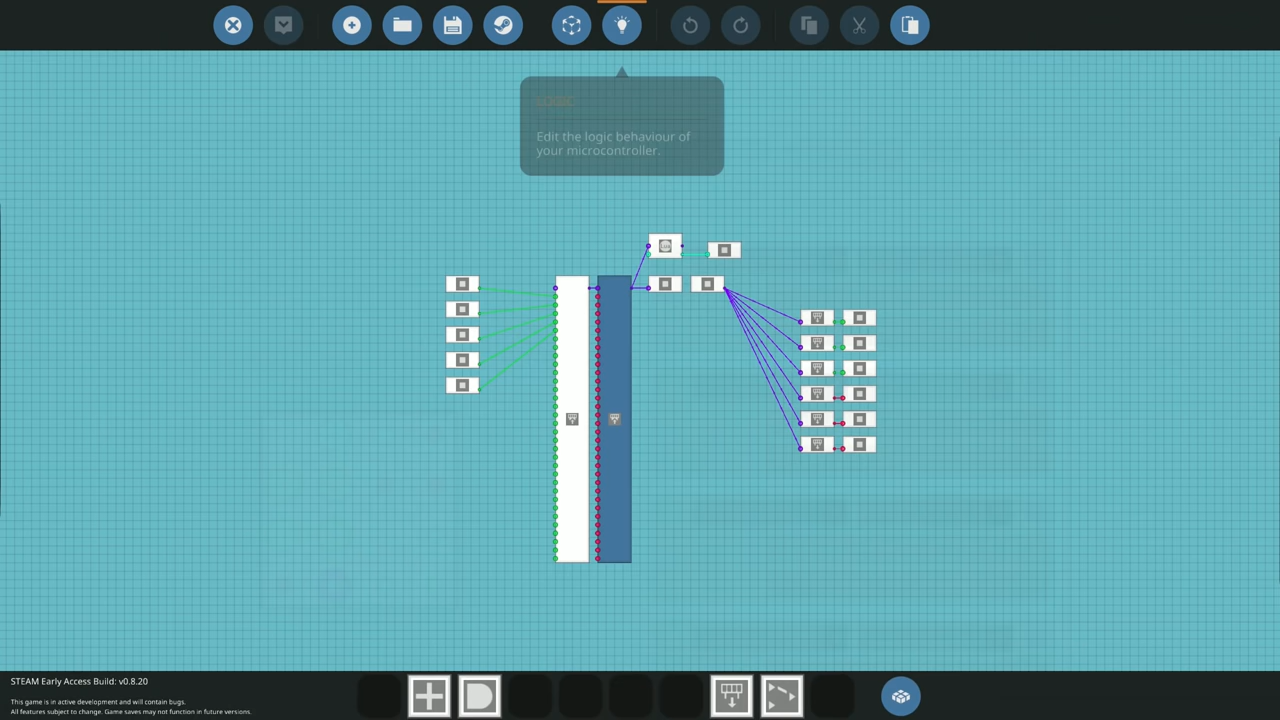 LOGIC
Edit the logic behaviour of
your microcontroller.
STEAM Early Access Build: v0.8.20
This game is in active development and will contain bugs.
All features subject to change. Game saves may not function in future versions.